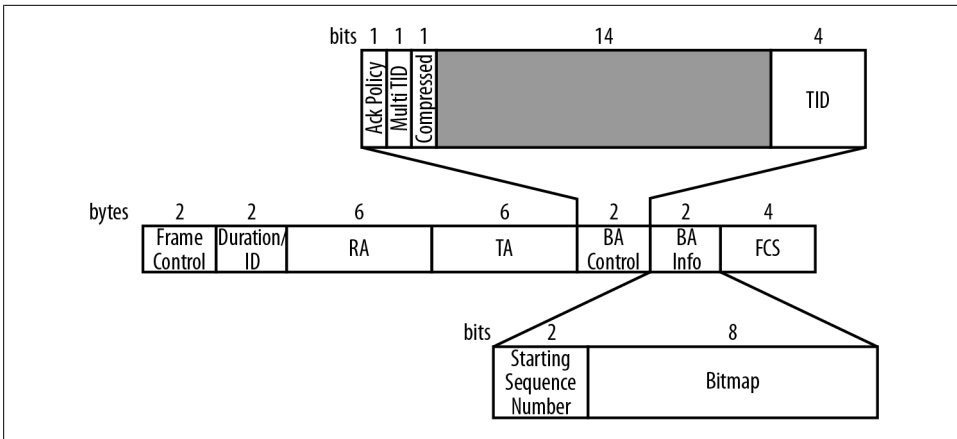 bits 1 1 1 14 4
Ack Policy
Multi TID
Compressed
TID
bytes 2 2 6 6 2 2 4
Frame
Control
Duration/
ID
RA
TA
BA
Control
BA
Info
FCS
bits 2 8
Starting
Sequence
Number
Bitmap